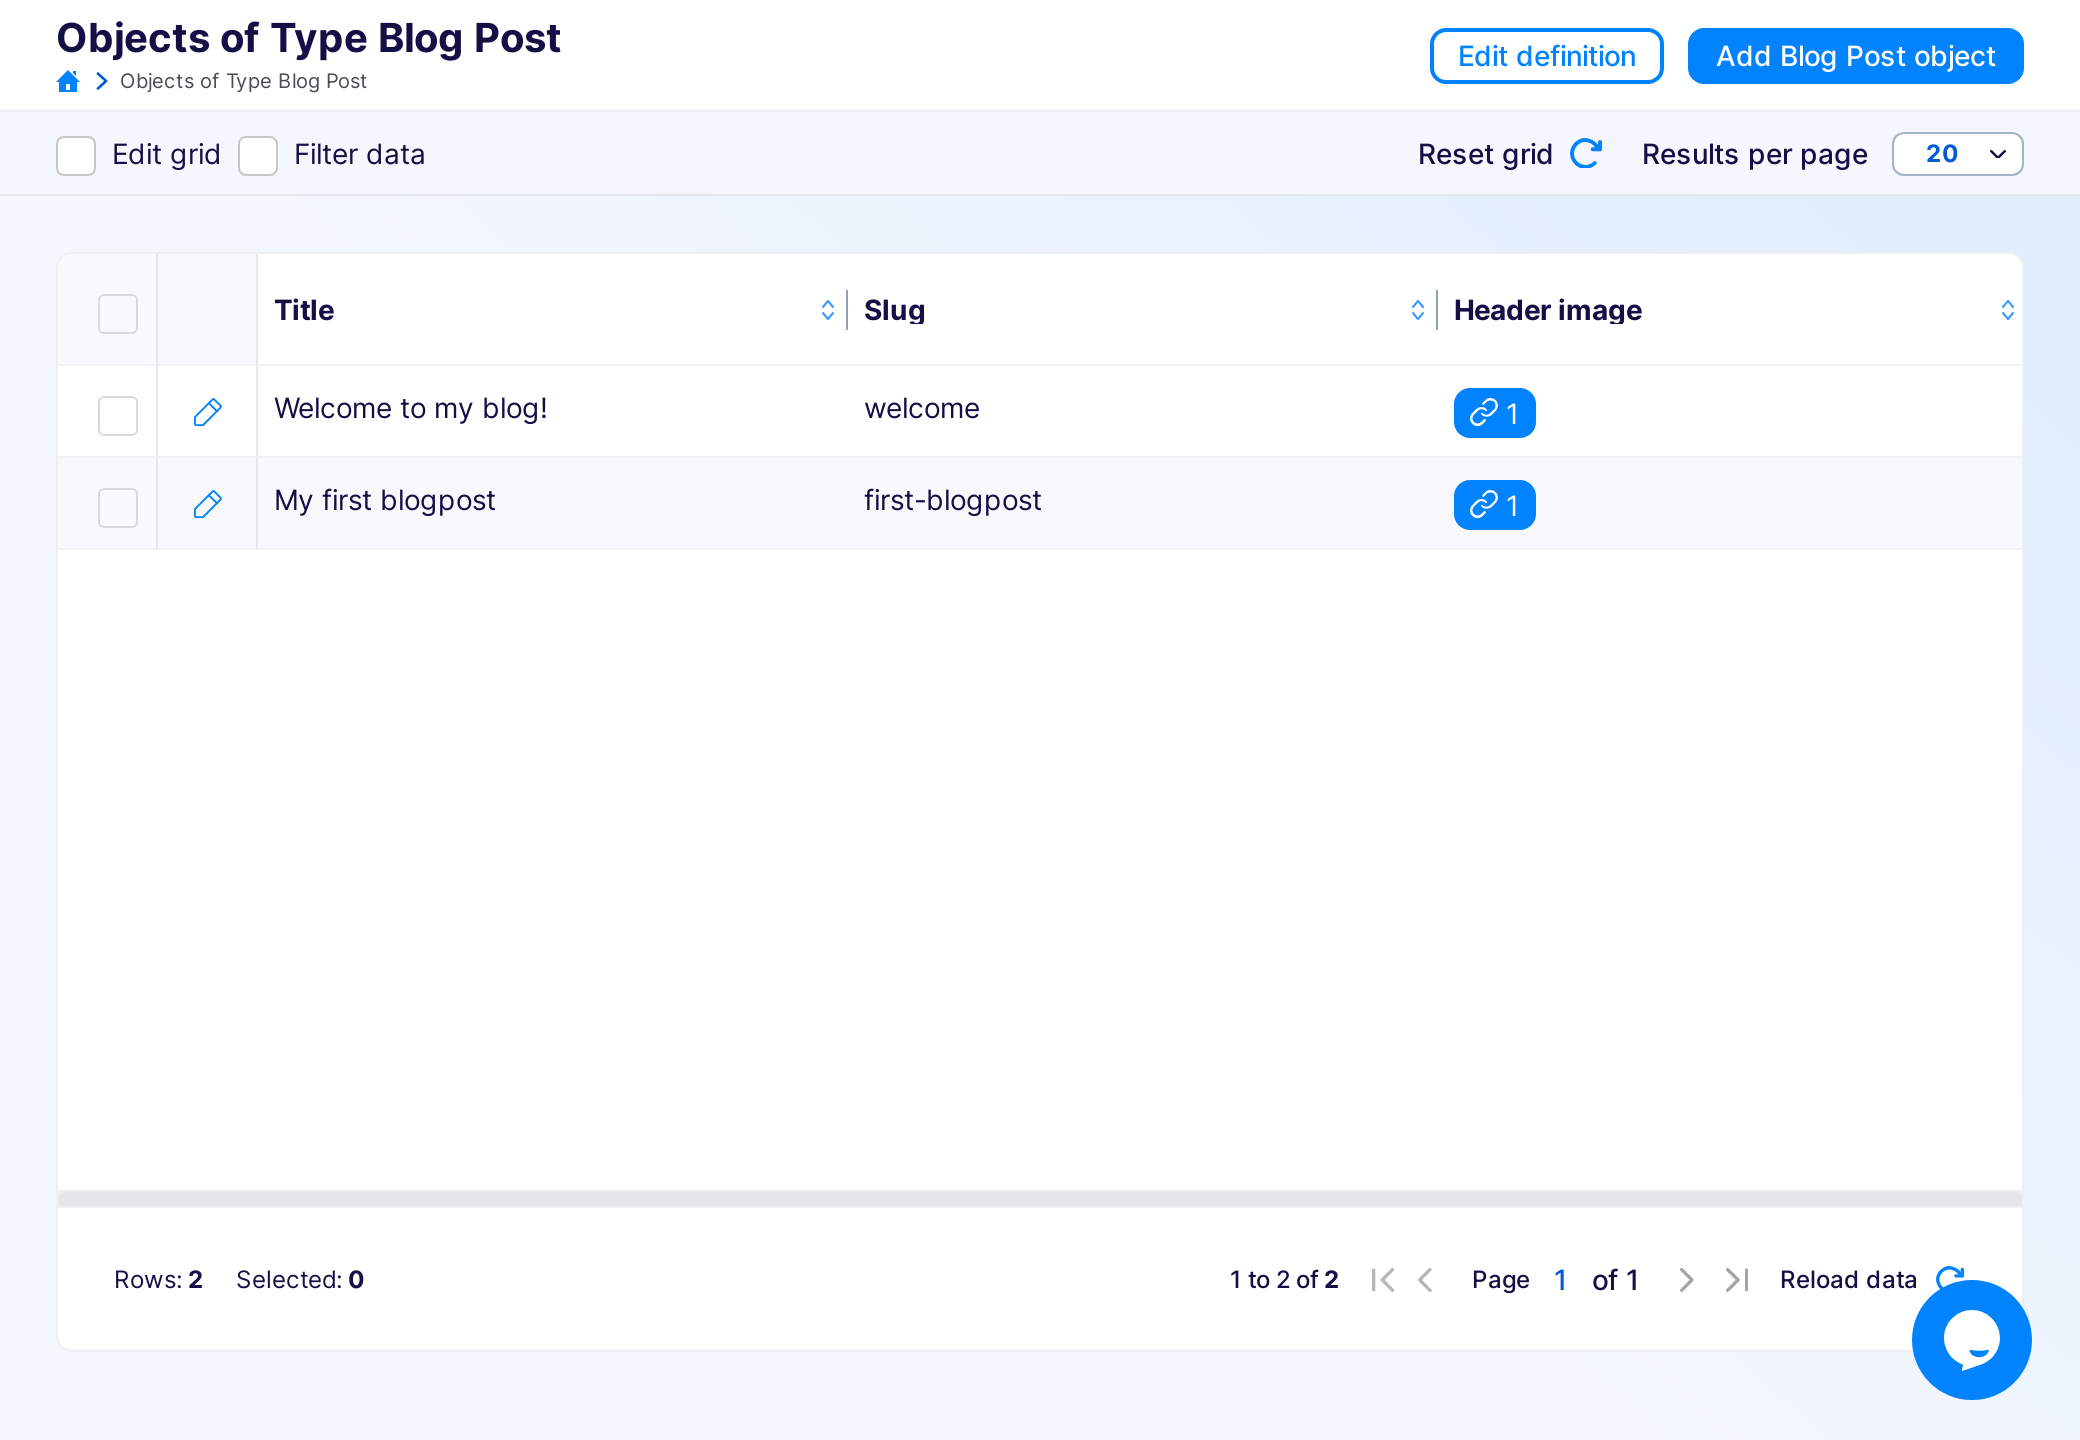 Objects of Type Blog Post
Objects of Type Blog Post
Edit definition
Add Blog Post object
Edit grid
Filter data
Reset grid
Results per page
20
Title
Slug
Header image
Welcome to my blog!
welcome
1
My first blogpost
first-blogpost
1
Rows: 2
Selected: 0
1 to 2 of 2
Page 1 of 1
Reload data